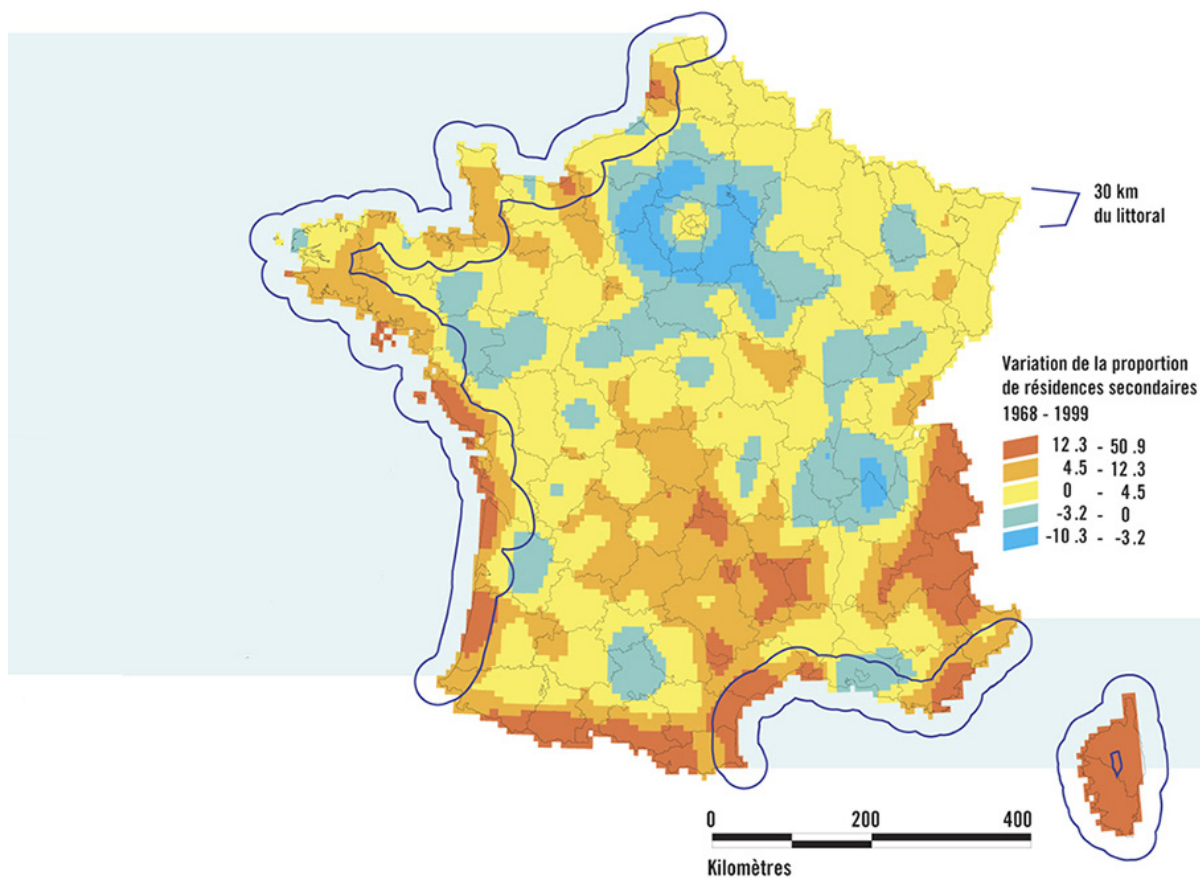 30 km
du littoral
Variation de la proportion
de résidences secondaires
1968 - 1999
12.3 - 50.9
4.5 - 12.3
0 - 4.5
-3.2 - 0
-10.3 - -3.2
0 200 400
Kilomètres